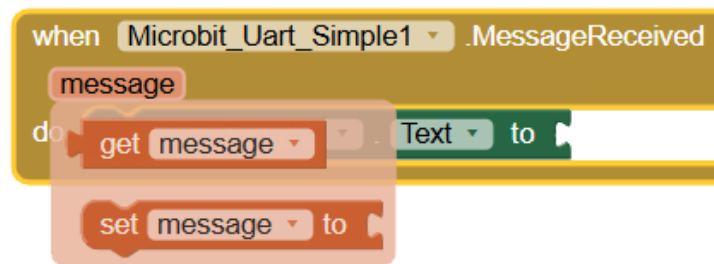 when Microbit_Uart_Simple1 .MessageReceived
message
do . Text to
get message
set message to